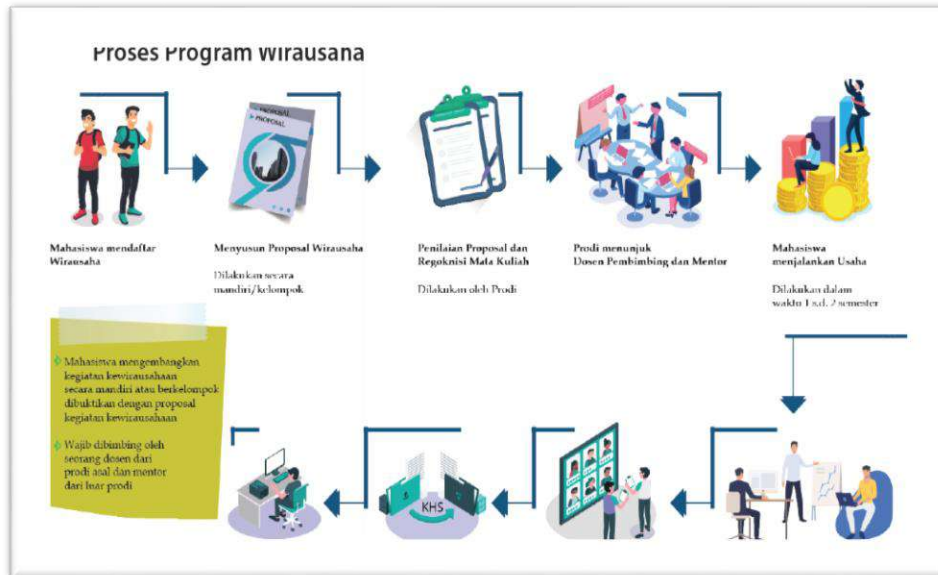 Proses Program Wirausaha
PROPOSAL
PROPOSAL
Mahasiswa mendaftar
Wirausaha
Menyusun Proposal Wirausaha
Dilakukan secara
mandiri/kelompok
Penilaian Proposal dan
Regoknisi Mata Kuliah
Dilakukan oleh Prodi
Prodi menunjuk
Dosen Pembimbing dan Mentor
Mahasiswa
menjalankan Usaha
Dilakukan dalam
waktu 1 s.d. 2 semester
Mahasiswa mengembangkan
kegiatan kewirausahaan
secara mandiri atau berkelompok
dibuktikan dengan proposal
kegiatan kewirausahaan
Wajib dibimbing oleh
seorang dosen dari
prodi asal dan mentor
dari luar prodi
KHS